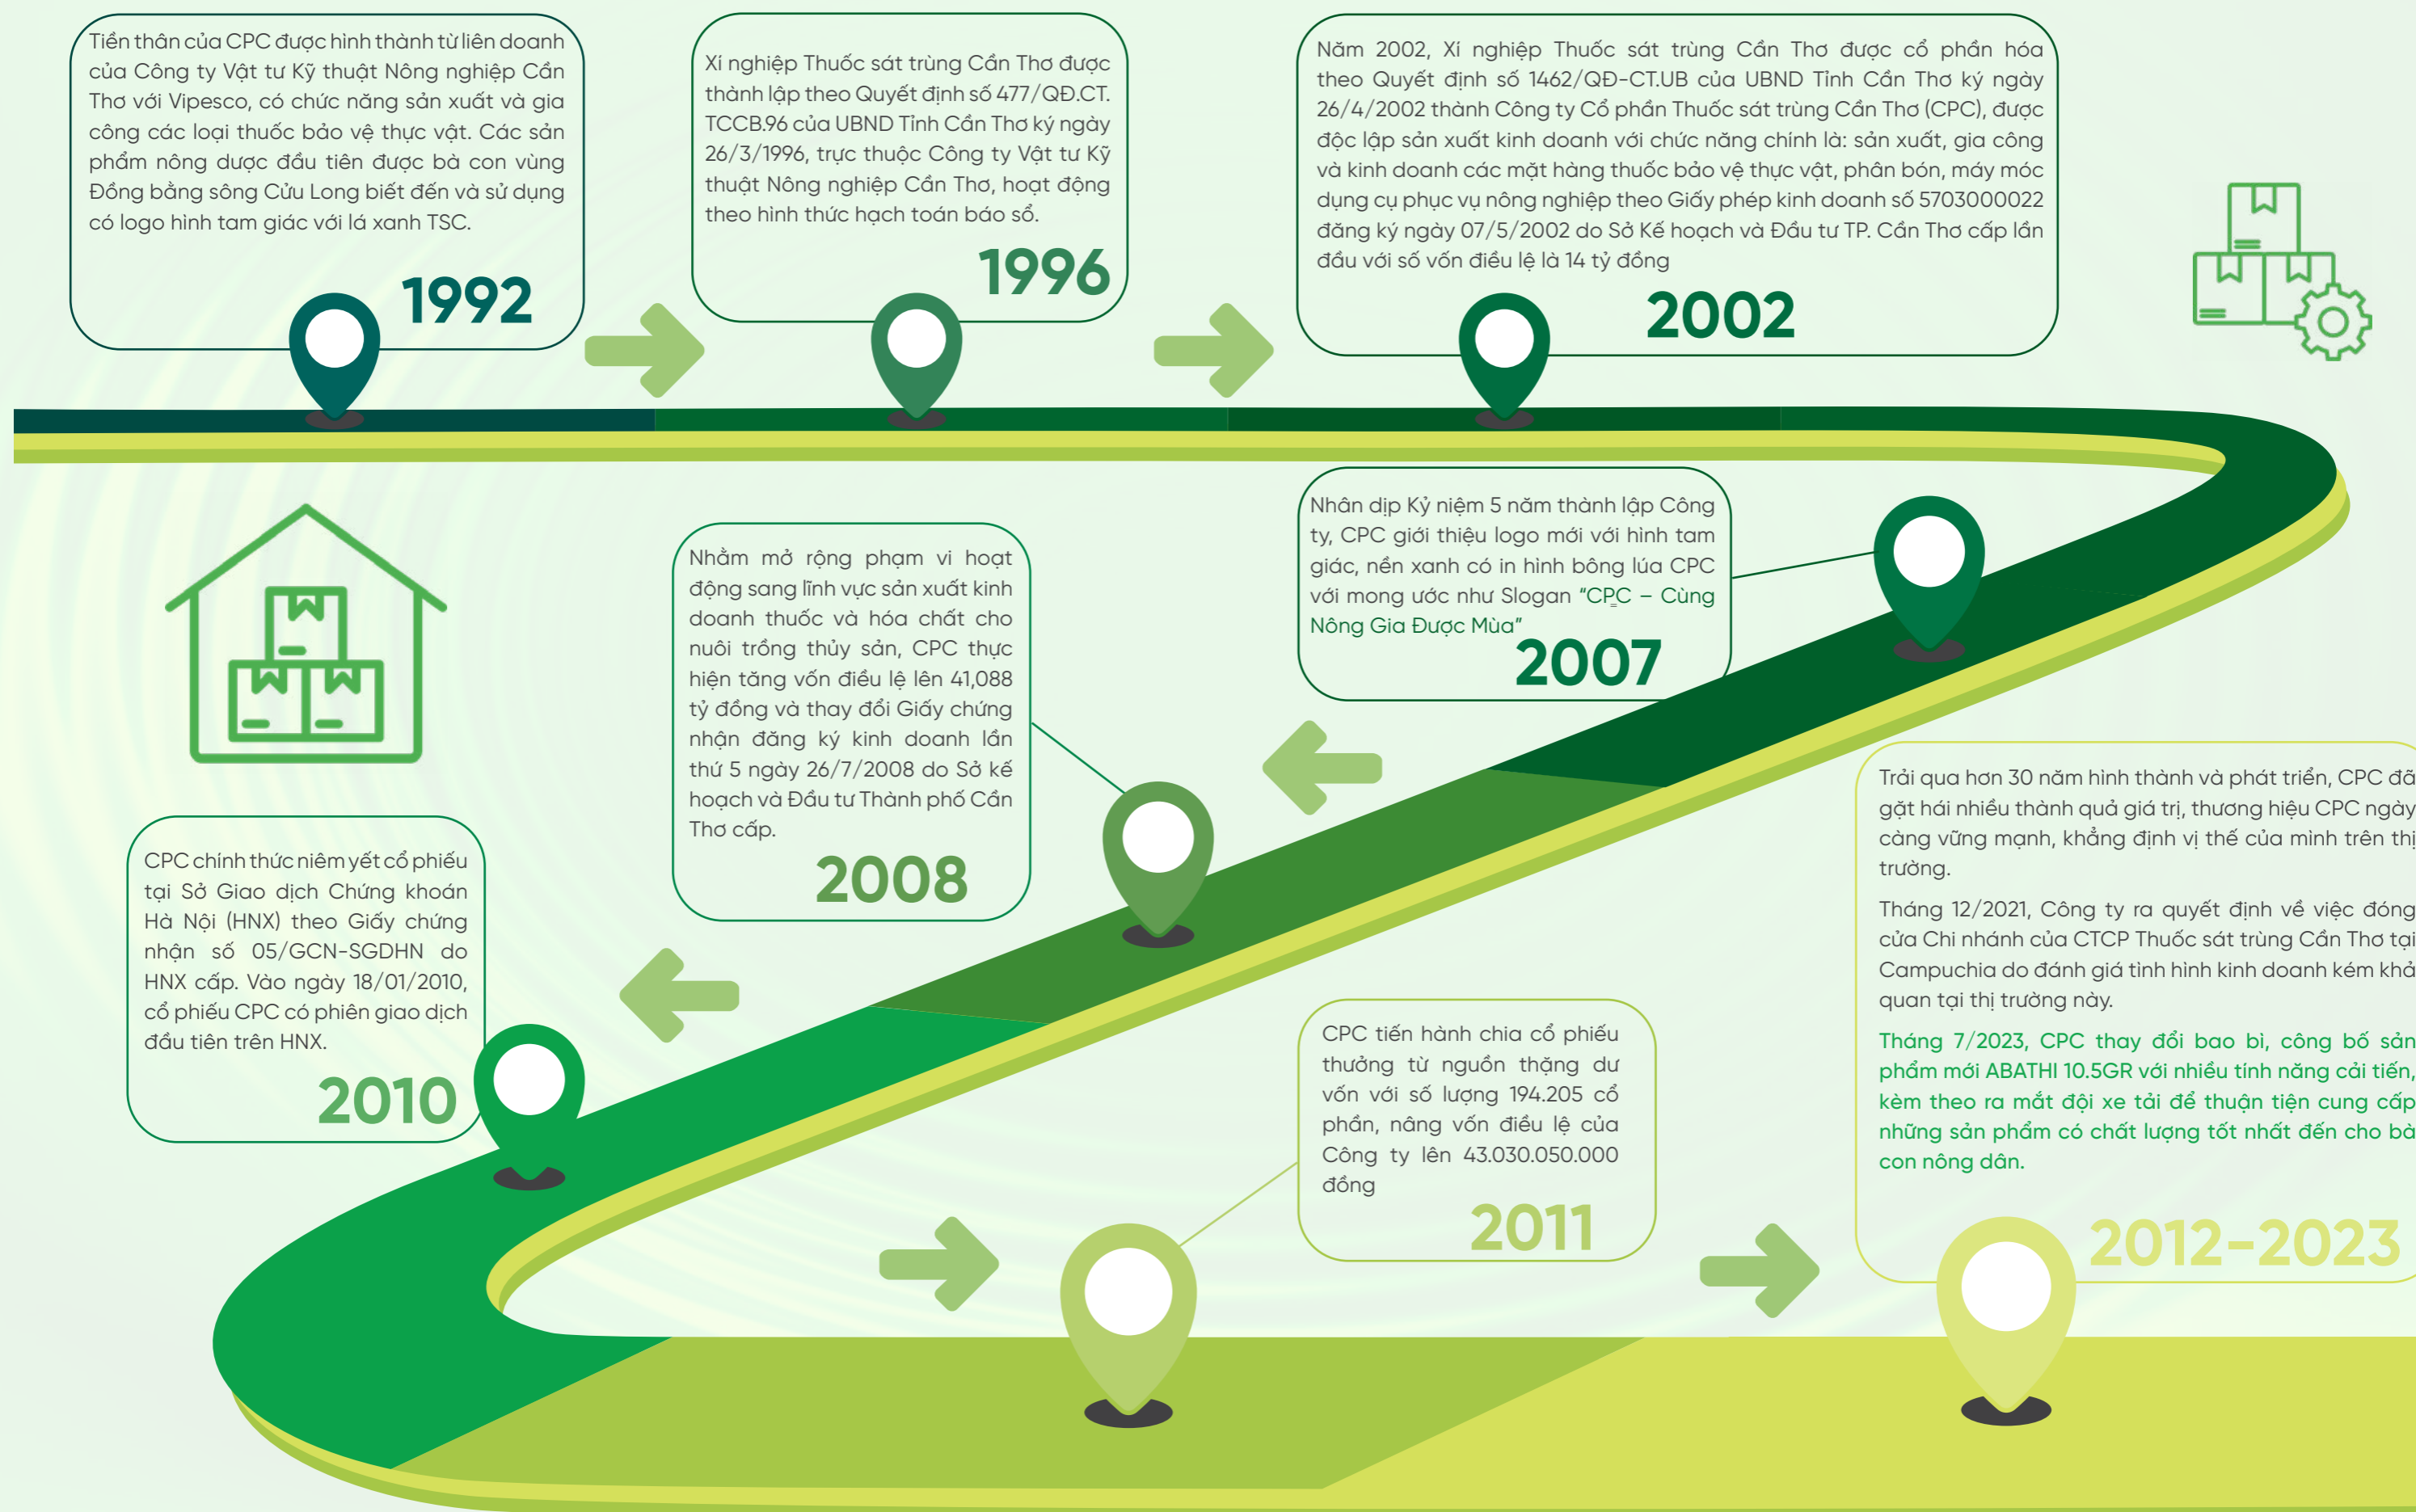 Tiền thân của CPC được hình thành từ liên doanh
của Công ty Vật tư Kỹ thuật Nông nghiệp Cần
Thơ với Vipesco, có chức năng sản xuất và gia
công các loại thuốc bảo vệ thực vật. Các sản
phẩm nông dược đầu tiên được bà con vùng
Đồng bằng sông Cửu Long biết đến và sử dụng
có logo hình tam giác với lá xanh TSC.
1992
Xí nghiệp Thuốc sát trùng Cần Thơ được
thành lập theo Quyết định số 477/QĐ.CT.
TCCB.96 của UBND Tỉnh Cần Thơ ký ngày
26/3/1996, trực thuộc Công ty Vật tư Kỹ
thuật Nông nghiệp Cần Thơ, hoạt động
theo hình thức hạch toán báo sổ.
1996
Năm 2002, Xí nghiệp Thuốc sát trùng Cần Thơ được cổ phần hóa
theo Quyết định số 1462/QĐ-CT.UB của UBND Tỉnh Cần Thơ ký ngày
26/4/2002 thành Công ty Cổ phần Thuốc sát trùng Cần Thơ (CPC), được
độc lập sản xuất kinh doanh với chức năng chính là: sản xuất, gia công
và kinh doanh các mặt hàng thuốc bảo vệ thực vật, phân bón, máy móc
dụng cụ phục vụ nông nghiệp theo Giấy phép kinh doanh số 5703000022
đăng ký ngày 07/5/2002 do Sở Kế hoạch và Đầu tư TP. Cần Thơ cấp lần
đầu với số vốn điều lệ là 14 tỷ đồng
2002
Nhân dịp Kỷ niệm 5 năm thành lập Công
ty, CPC giới thiệu logo mới với hình tam
giác, nền xanh có in hình bông lúa CPC
với mong ước như Slogan “CPC – Cùng
Nông Gia Được Mùa”
2007
Nhằm mở rộng phạm vi hoạt
động sang lĩnh vực sản xuất kinh
doanh thuốc và hóa chất cho
nuôi trồng thủy sản, CPC thực
hiện tăng vốn điều lệ lên 41,088
tỷ đồng và thay đổi Giấy chứng
nhận đăng ký kinh doanh lần
thứ 5 ngày 26/7/2008 do Sở kế
hoạch và Đầu tư Thành phố Cần
Thơ cấp.
2008
CPC chính thức niêm yết cổ phiếu
tại Sở Giao dịch Chứng khoán
Hà Nội (HNX) theo Giấy chứng
nhận số 05/GCN-SGDHN do
HNX cấp. Vào ngày 18/01/2010,
cổ phiếu CPC có phiên giao dịch
đầu tiên trên HNX.
2010
CPC tiến hành chia cổ phiếu
thưởng từ nguồn thặng dư
vốn với số lượng 194.205 cổ
phần, nâng vốn điều lệ của
Công ty lên 43.030.050.000
đồng
2011
Trải qua hơn 30 năm hình thành và phát triển, CPC đã
gặt hái nhiều thành quả giá trị, thương hiệu CPC ngày
càng vững mạnh, khẳng định vị thế của mình trên thị
trường.
Tháng 12/2021, Công ty ra quyết định về việc đóng
cửa Chi nhánh của CTCP Thuốc sát trùng Cần Thơ tại
Campuchia do đánh giá tình hình kinh doanh kém khả
quan tại thị trường này.
Tháng 7/2023, CPC thay đổi bao bì, công bố sản
phẩm mới ABATHI 10.5GR với nhiều tính năng cải tiến,
kèm theo ra mắt đội xe tải để thuận tiện cung cấp
những sản phẩm có chất lượng tốt nhất đến cho bà
con nông dân.
2012-2023